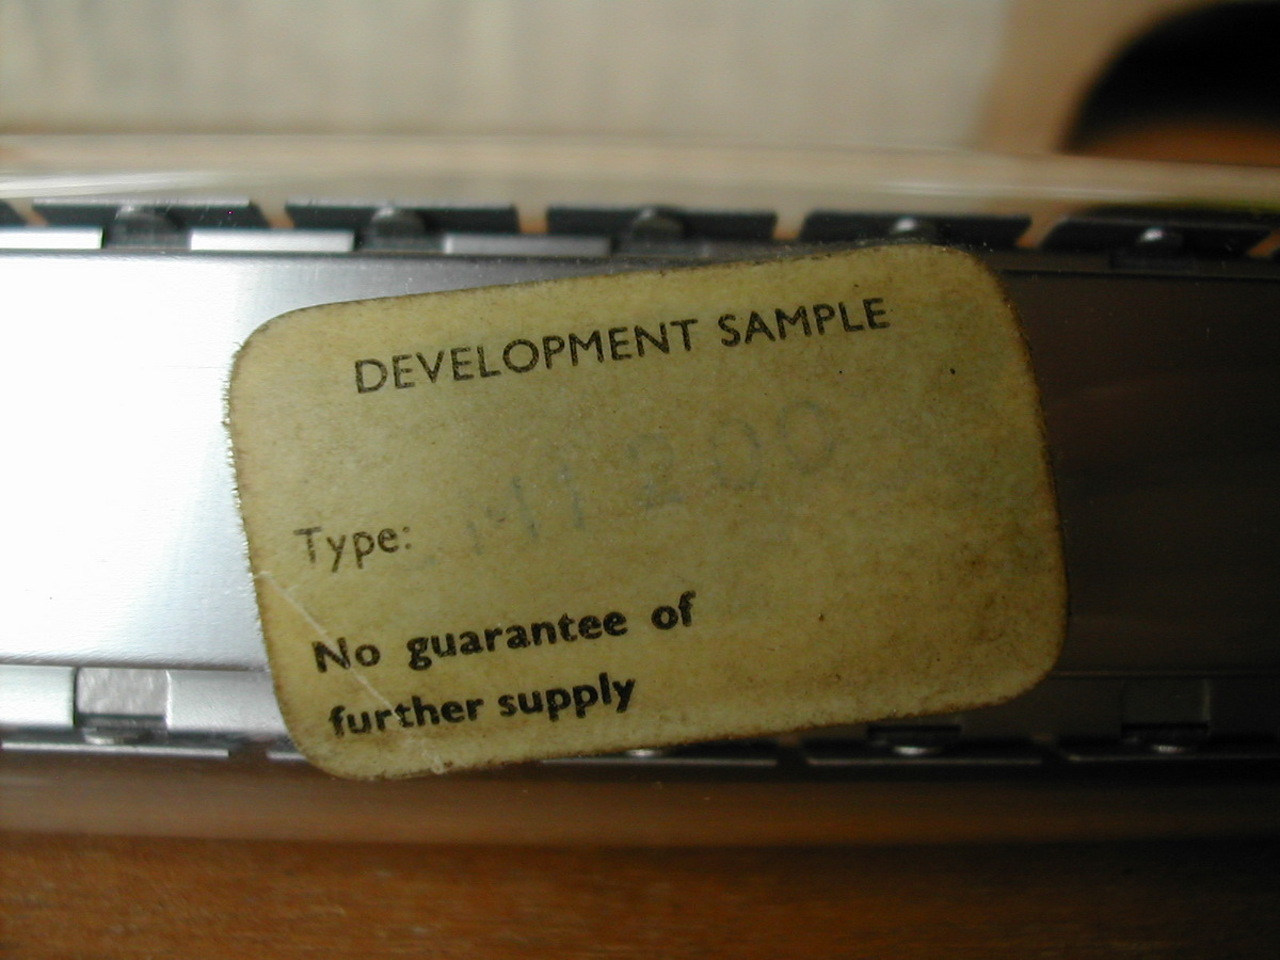 DEVELOPMENT SAMPLE
Type:
No guarantee of
further supply